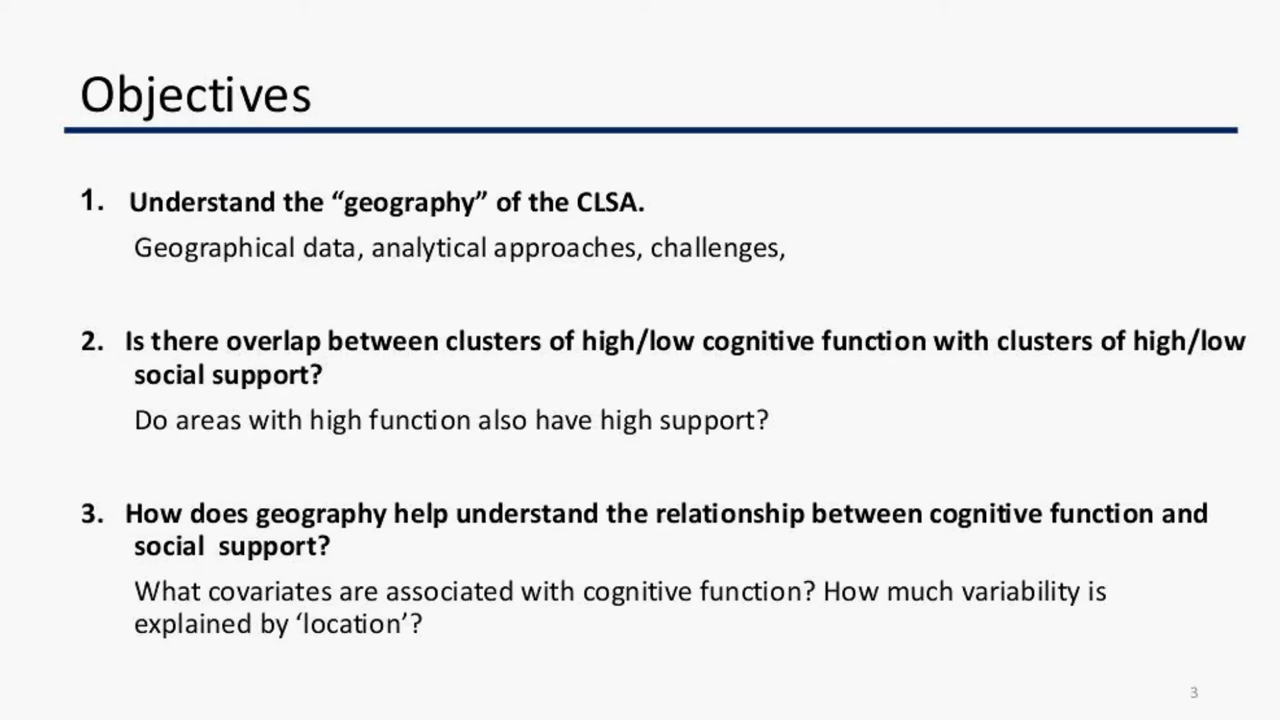 Objectives
1. Understand the “geography” of the CLSA.
Geographical data, analytical approaches, challenges,
2. Is there overlap between clusters of high/low cognitive function with clusters of high/low
social support?
Do areas with high function also have high support?
3. How does geography help understand the relationship between cognitive function and
social support?
What covariates are associated with cognitive function? How much variability is
explained by ‘location’?
3